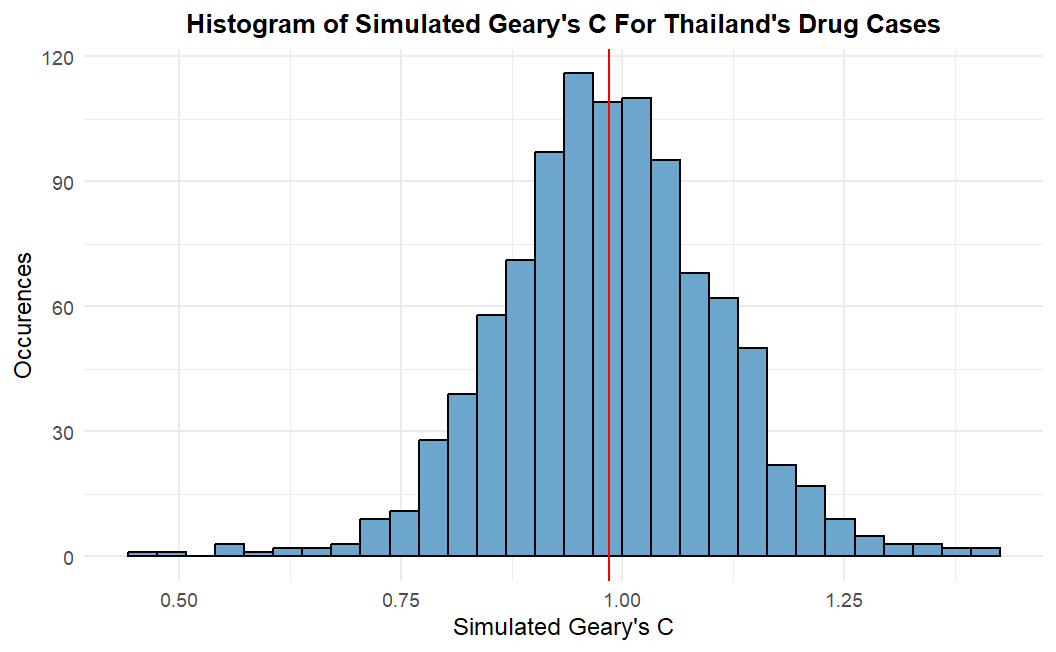 Histogram of Simulated Geary's C For Thailand's Drug Cases
120
90
60
30
0
Occurences
0.50 0.75 1.00 1.25
Simulated Geary's C